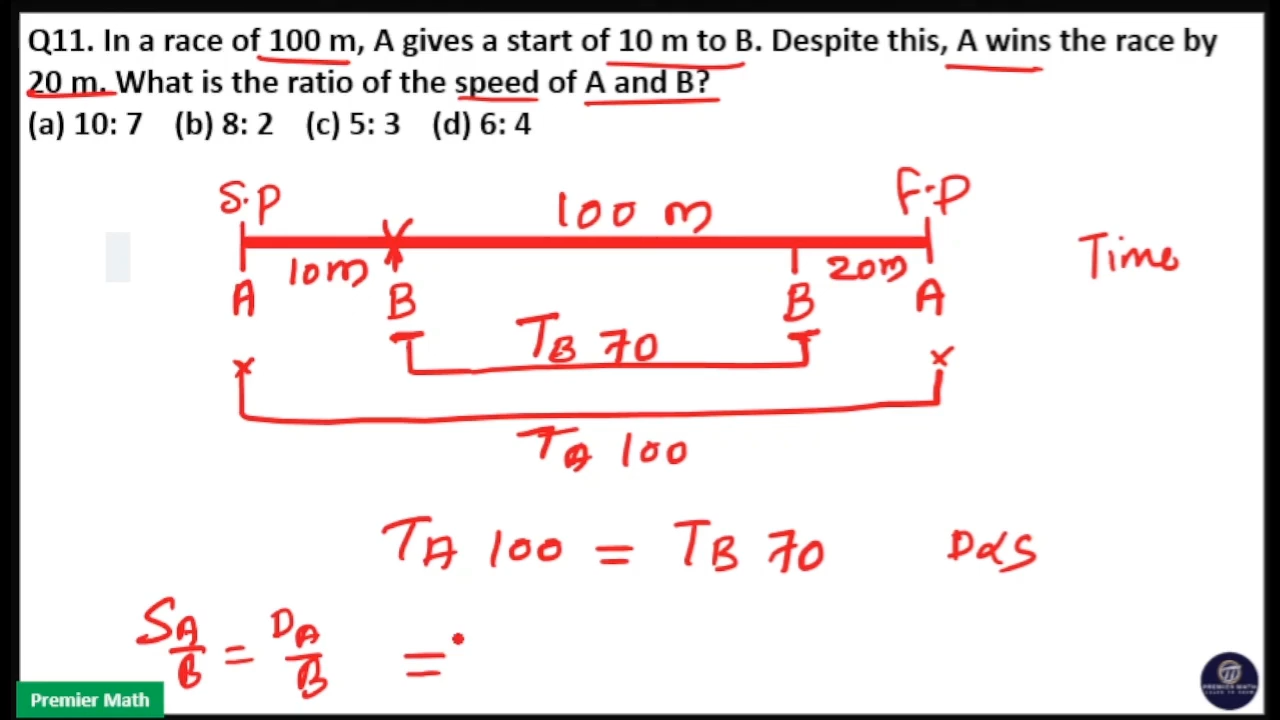 Q11. In a race of 100 m, A gives a start of 10 m to B. Despite this, A wins the race by
20 m. What is the ratio of the speed of A and B?
(a) 10: 7 (b) 8: 2 (c) 5: 3 (d) 6: 4
S.P 100 m F.P
10m 20m Time
A B B A
TB 70
TA 100
TA 100 = TB 70 D∝S
SA/B = DA/B =
Premier Math
PREMIER MATH